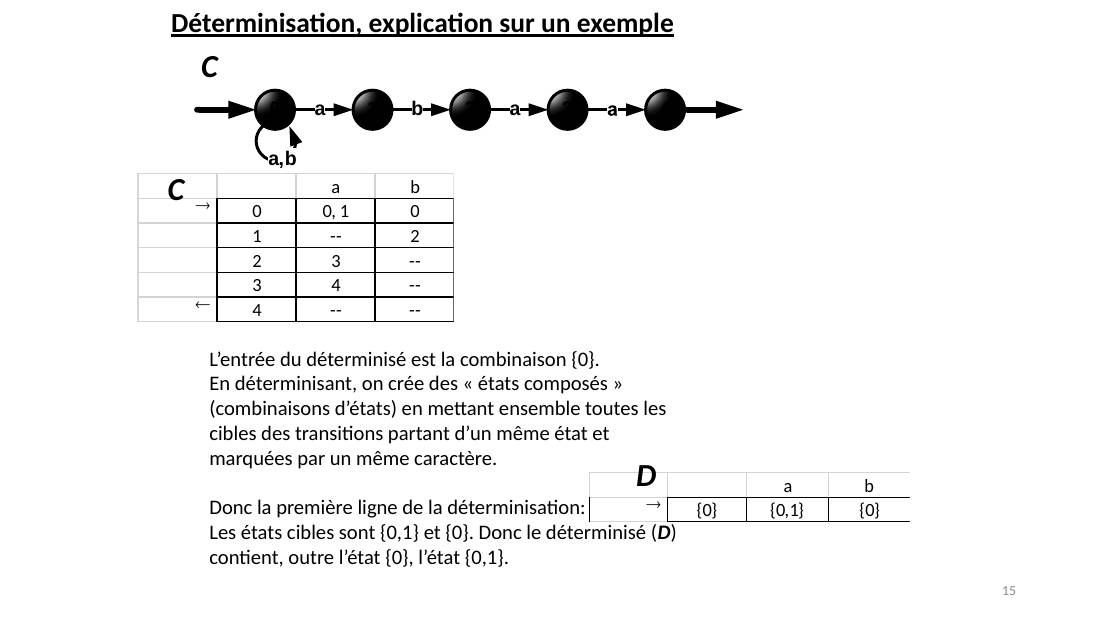 Déterminisation, explication sur un exemple
C
a b a a
a,b
C a b
→ 0 0, 1 0
1 -- 2
2 3 --
3 4 --
← 4 -- --
L’entrée du déterminisé est la combinaison {0}.
En déterminisant, on crée des « états composés »
(combinaisons d’états) en mettant ensemble toutes les
cibles des transitions partant d’un même état et
marquées par un même caractère.
D a b
Donc la première ligne de la déterminisation: → {0} {0,1} {0}
Les états cibles sont {0,1} et {0}. Donc le déterminisé (D)
contient, outre l’état {0}, l’état {0,1}.
15